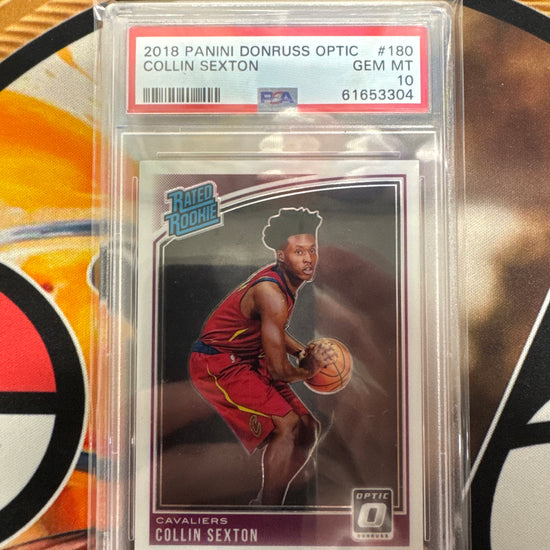 2018 PANINI DONRUSS OPTIC #180
COLLIN SEXTON GEM MT
10
PSA 61653304
RATED
ROOKIE
OPTIC
DONRUSS
CAVALIERS
COLLIN SEXTON